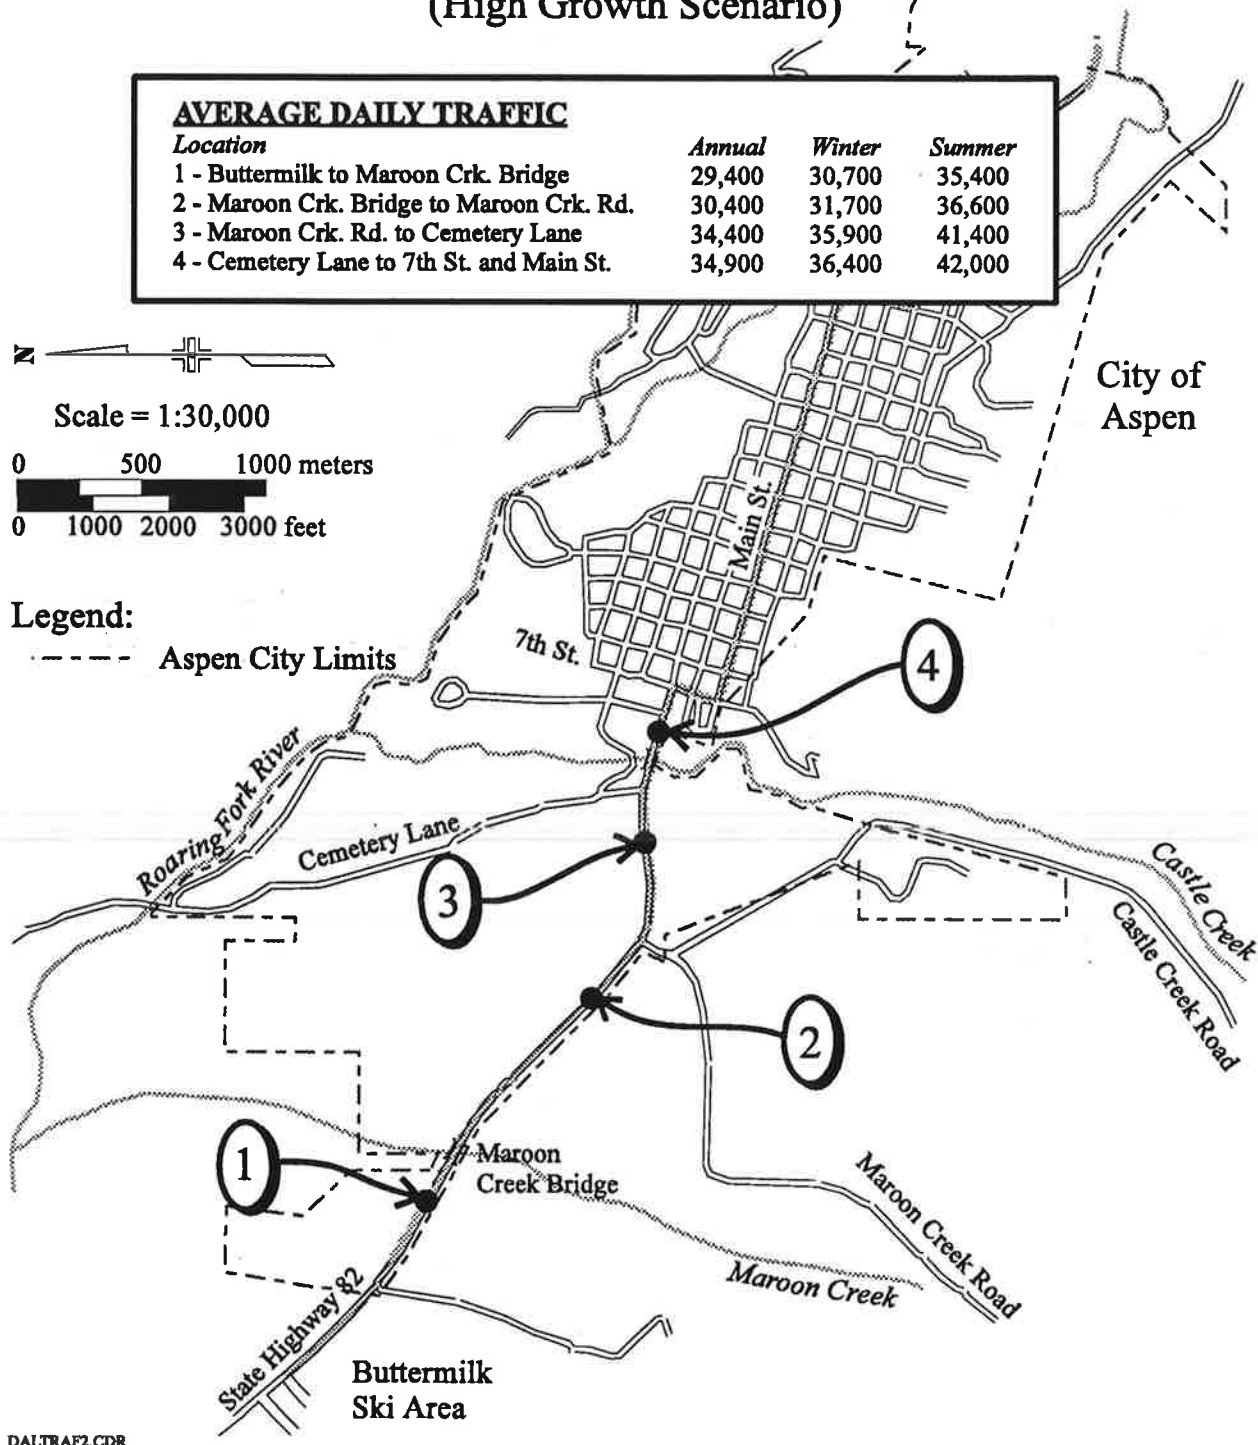 (High Growth Scenario)
AVERAGE DAILY TRAFFIC
Location Annual Winter Summer
1 - Buttermilk to Maroon Crk. Bridge 29,400 30,700 35,400
2 - Maroon Crk. Bridge to Maroon Crk. Rd. 30,400 31,700 36,600
3 - Maroon Crk. Rd. to Cemetery Lane 34,400 35,900 41,400
4 - Cemetery Lane to 7th St. and Main St. 34,900 36,400 42,000
N
Scale = 1:30,000
0 500 1000 meters
0 1000 2000 3000 feet
City of
Aspen
Legend:
Aspen City Limits
Main St.
7th St.
4
Roaring Fork River
Cemetery Lane
3
Castle Creek
Castle Creek Road
2
1
Maroon
Creek Bridge
Maroon Creek Road
Maroon Creek
State Highway 82
Buttermilk
Ski Area
DALTRAF2.CDR